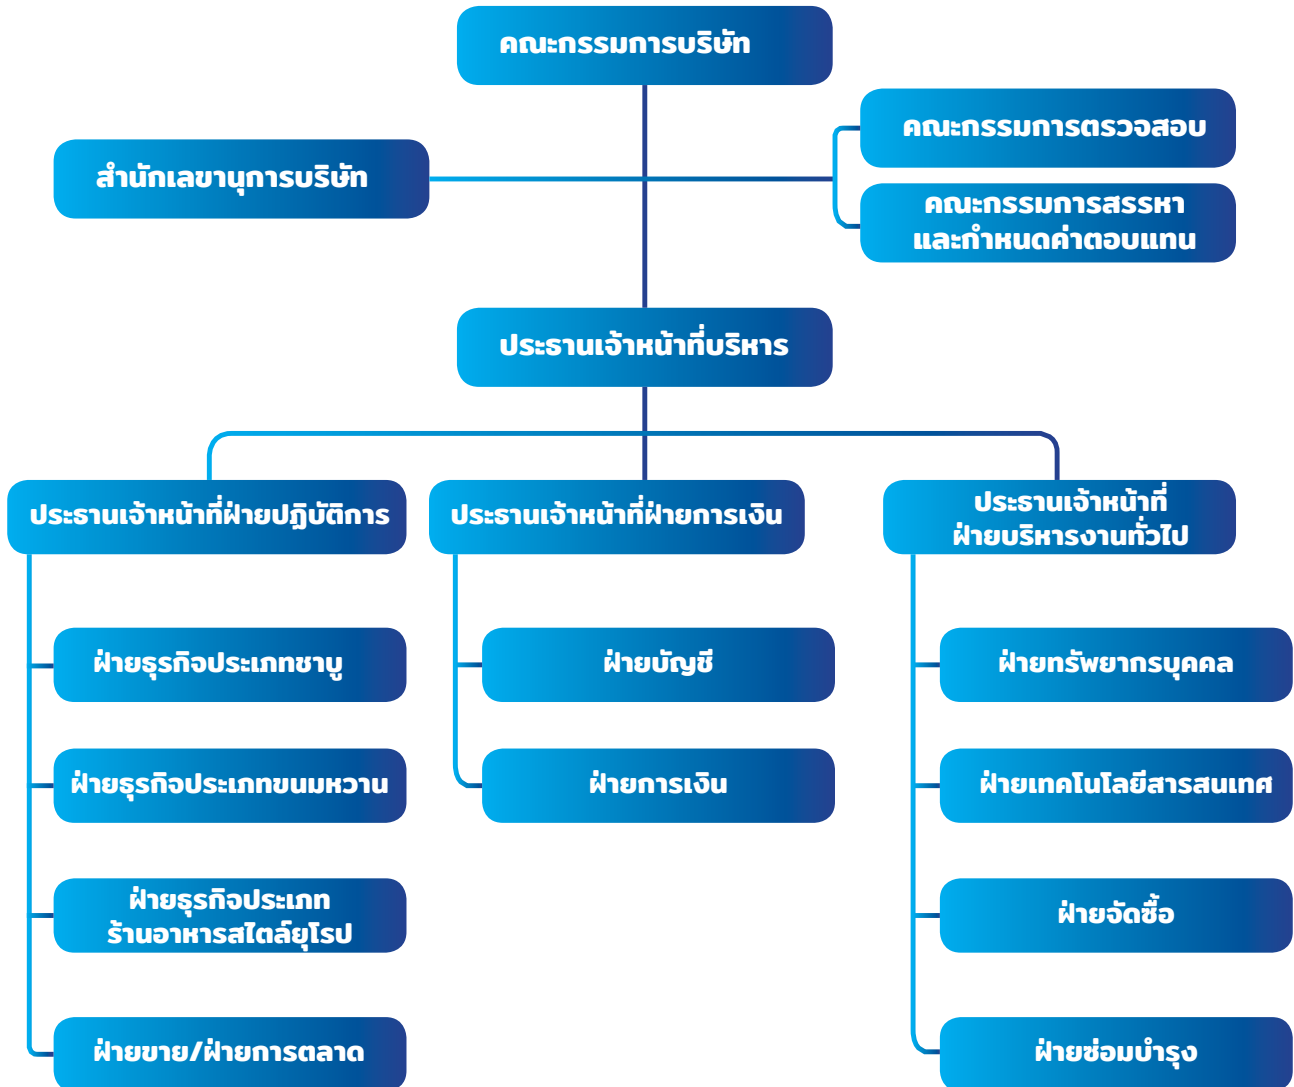 คณะกรรมการบริษัท
คณะกรรมการตรวจสอบ
สำนักเลขานุการบริษัท
คณะกรรมการสรรหา
และกำหนดค่าตอบแทน
ประธานเจ้าหน้าที่บริหาร
ประธานเจ้าหน้าที่ฝ่ายปฏิบัติการ
ประธานเจ้าหน้าที่ฝ่ายการเงิน
ประธานเจ้าหน้าที่
ฝ่ายบริหารงานทั่วไป
ฝ่ายธุรกิจประเภทชาบู
ฝ่ายบัญชี
ฝ่ายทรัพยากรบุคคล
ฝ่ายธุรกิจประเภทขนมหวาน
ฝ่ายการเงิน
ฝ่ายเทคโนโลยีสารสนเทศ
ฝ่ายธุรกิจประเภท
ร้านอาหารสไตล์ยุโรป
ฝ่ายจัดซื้อ
ฝ่ายขาย/ฝ่ายการตลาด
ฝ่ายซ่อมบำรุง